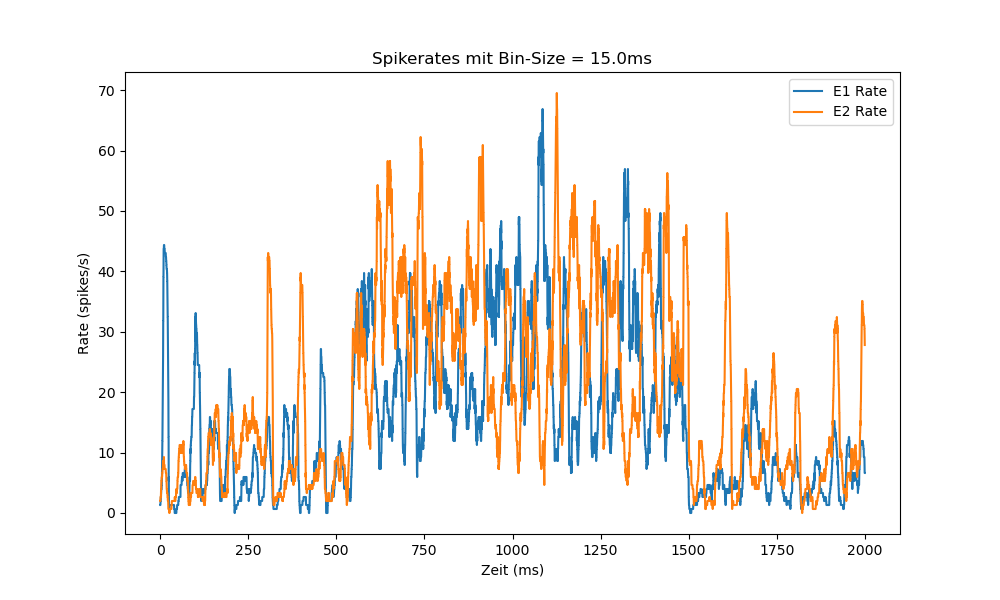 Spikerates mit Bin-Size = 15.0ms
E1 Rate
E2 Rate
70
60
50
40
30
20
10
0
Rate (spikes/s)
0 250 500 750 1000 1250 1500 1750 2000
Zeit (ms)